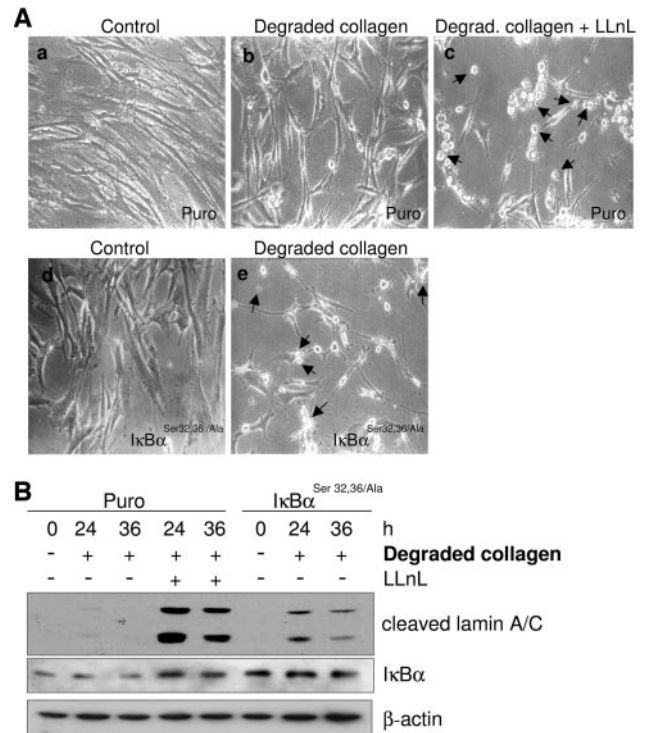 A
Control Degraded collagen Degrad. collagen + LLnL
a b c
Puro Puro Puro
Control Degraded collagen
d e
IκBα Ser32,36 /Ala IκBα Ser32,36/Ala
B
Puro IκBα Ser 32,36/Ala
0 24 36 24 36 0 24 36 h
- + + + + - + + Degraded collagen
- - - + + - - - LLnL
cleaved lamin A/C
IκBα
β-actin